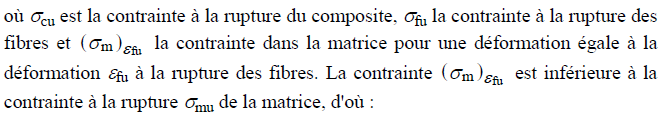 où σcu est la contrainte à la rupture du composite, σfu la contrainte à la rupture des
fibres et (σm)εfu la contrainte dans la matrice pour une déformation égale à la
déformation εfu à la rupture des fibres. La contrainte (σm)εfu est inférieure à la
contrainte à la rupture σmu de la matrice, d'où :